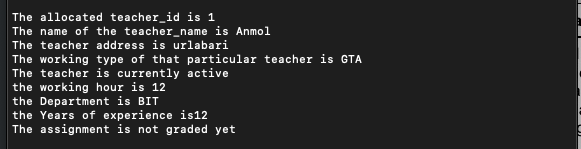 The allocated teacher_id is 1
The name of the teacher_name is Anmol
The teacher address is urlabari
The working type of that particular teacher is GTA
The teacher is currently active
the working hour is 12
the Department is BIT
the Years of experience is12
The assignment is not graded yet